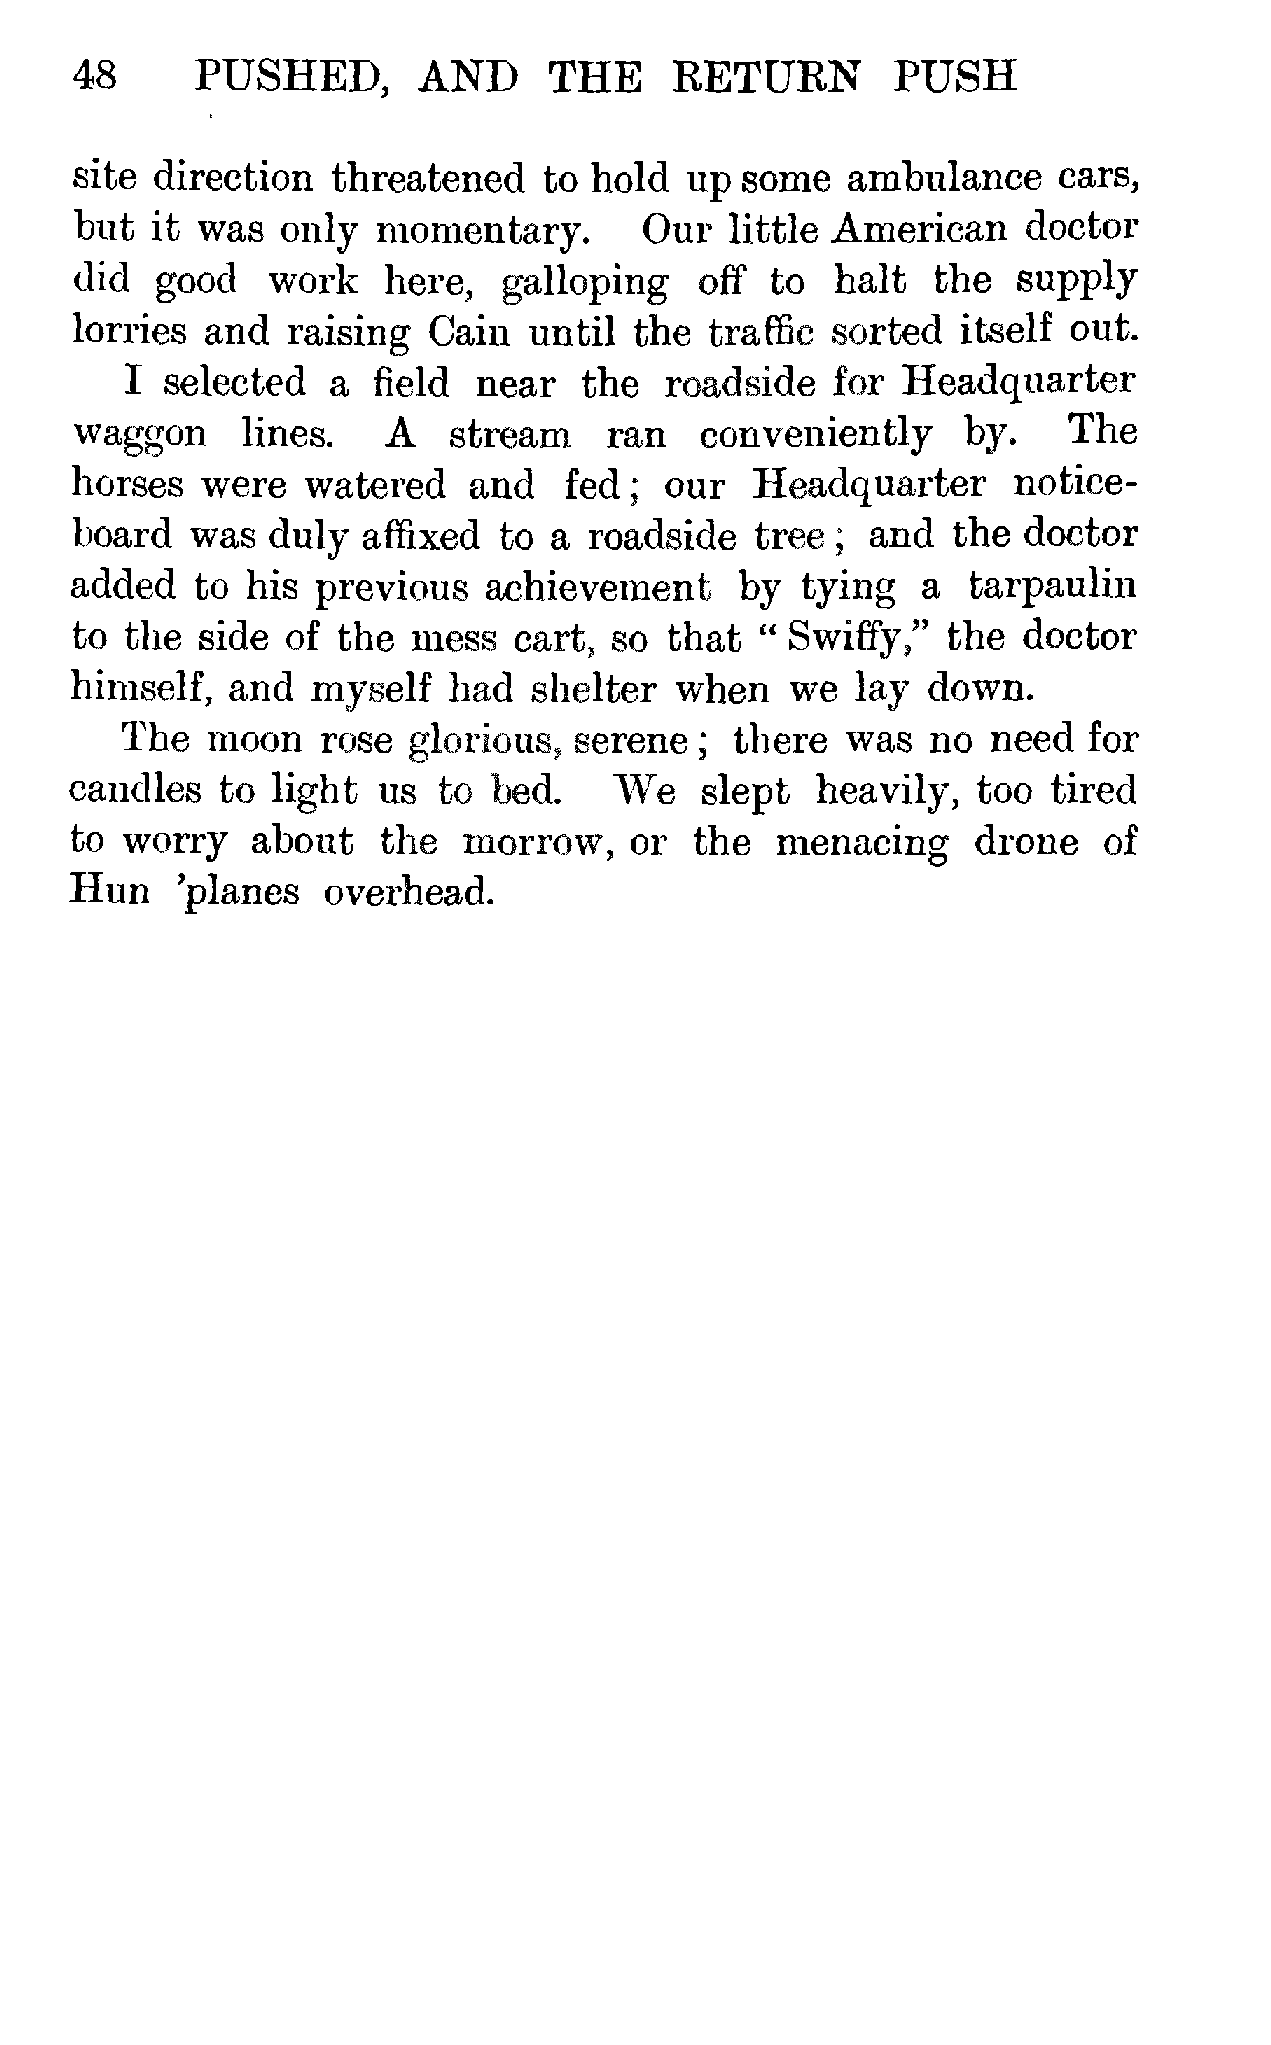 48 PUSHED, AND THE RETURN PUSH
site direction threatened to hold up some ambulance cars,
but it was only momentary. Our little American doctor
did good work here, galloping off to halt the supply
lorries and raising Cain until the traffic sorted itself out.
I selected a field near the roadside for Headquarter
waggon lines. A stream ran conveniently by. The
horses were watered and fed; our Headquarter notice-
board was duly affixed to a roadside tree; and the doctor
added to his previous achievement by tying a tarpaulin
to the side of the mess cart, so that "Swiffy," the doctor
himself, and myself had shelter when we lay down.
The moon rose glorious, serene; there was no need for
candles to light us to bed. We slept heavily, too tired
to worry about the morrow, or the menacing drone of
Hun 'planes overhead.